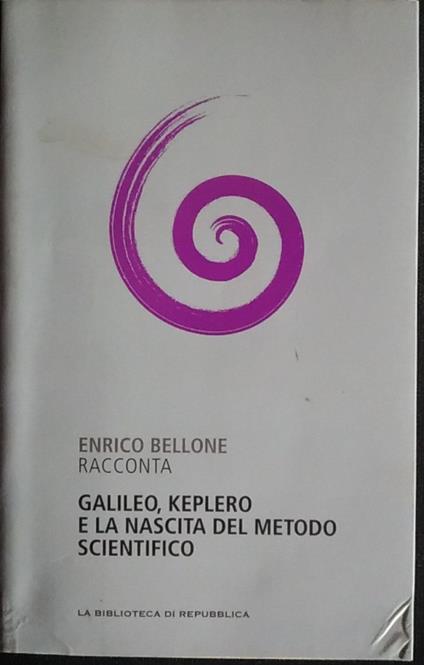 ENRICO BELLONE
RACCONTA
GALILEO, KEPLERO
E LA NASCITA DEL METODO
SCIENTIFICO
LA BIBLIOTECA DI REPUBBLICA